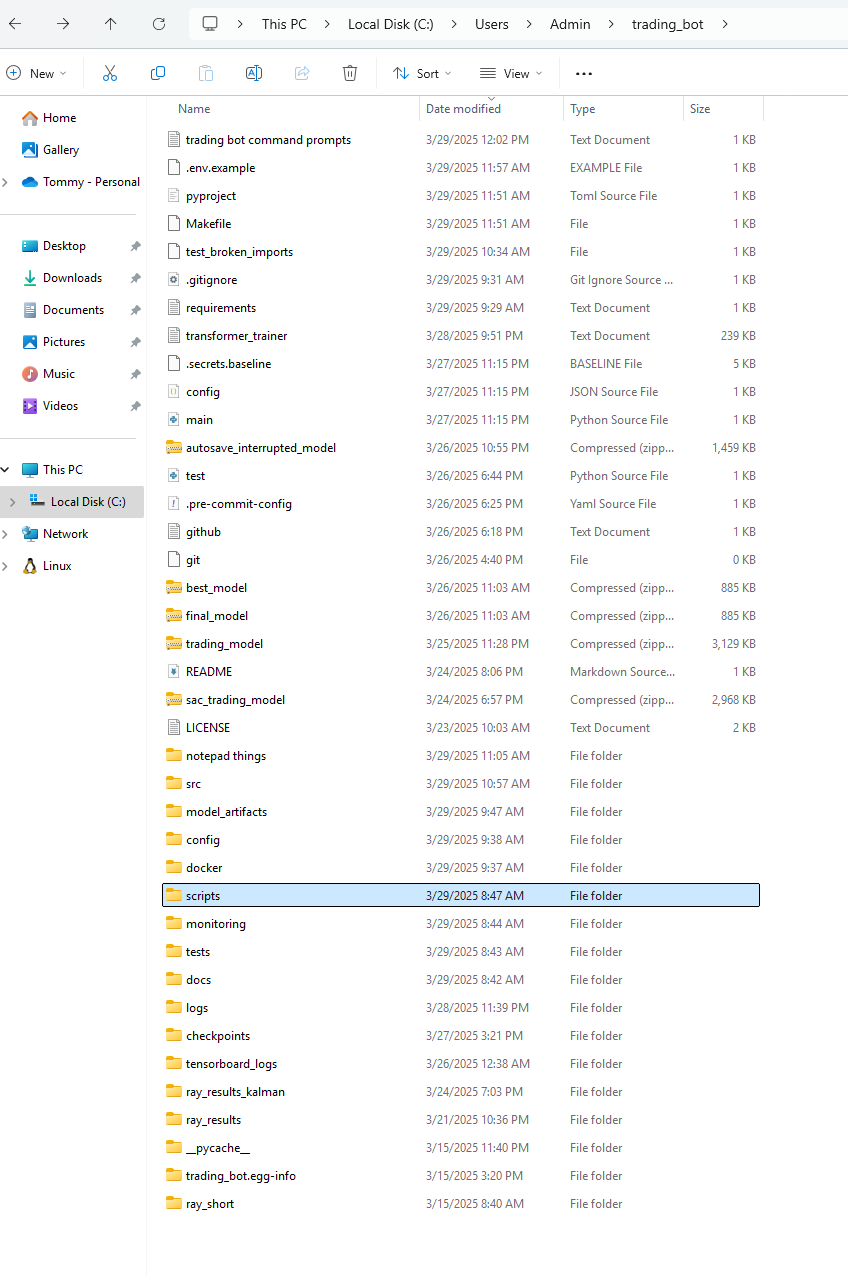 This PC Local Disk (C:) Users Admin trading_bot
New Sort View
Name Date modified Type Size
Home
Gallery
Tommy - Personal
Desktop
Downloads
Documents
Pictures
Music
Videos
This PC
Local Disk (C:)
Network
Linux
trading bot command prompts 3/29/2025 12:02 PM Text Document 1 KB
.env.example 3/29/2025 11:57 AM EXAMPLE File 1 KB
pyproject 3/29/2025 11:51 AM Toml Source File 1 KB
Makefile 3/29/2025 11:51 AM File 1 KB
test_broken_imports 3/29/2025 10:34 AM File 1 KB
.gitignore 3/29/2025 9:31 AM Git Ignore Source ... 1 KB
requirements 3/29/2025 9:29 AM Text Document 1 KB
transformer_trainer 3/28/2025 9:51 PM Text Document 239 KB
.secrets.baseline 3/27/2025 11:15 PM BASELINE File 5 KB
config 3/27/2025 11:15 PM JSON Source File 1 KB
main 3/27/2025 11:15 PM Python Source File 1 KB
autosave_interrupted_model 3/26/2025 10:55 PM Compressed (zipp... 1,459 KB
test 3/26/2025 6:44 PM Python Source File 1 KB
.pre-commit-config 3/26/2025 6:25 PM Yaml Source File 1 KB
github 3/26/2025 6:18 PM Text Document 1 KB
git 3/26/2025 4:40 PM File 0 KB
best_model 3/26/2025 11:03 AM Compressed (zipp... 885 KB
final_model 3/26/2025 11:03 AM Compressed (zipp... 885 KB
trading_model 3/25/2025 11:28 PM Compressed (zipp... 3,129 KB
README 3/24/2025 8:06 PM Markdown Source... 1 KB
sac_trading_model 3/24/2025 6:57 PM Compressed (zipp... 2,968 KB
LICENSE 3/23/2025 10:03 AM Text Document 2 KB
notepad things 3/29/2025 11:05 AM File folder
src 3/29/2025 10:57 AM File folder
model_artifacts 3/29/2025 9:47 AM File folder
config 3/29/2025 9:38 AM File folder
docker 3/29/2025 9:37 AM File folder
scripts 3/29/2025 8:47 AM File folder
monitoring 3/29/2025 8:44 AM File folder
tests 3/29/2025 8:43 AM File folder
docs 3/29/2025 8:42 AM File folder
logs 3/28/2025 11:39 PM File folder
checkpoints 3/27/2025 3:21 PM File folder
tensorboard_logs 3/26/2025 12:38 AM File folder
ray_results_kalman 3/24/2025 7:03 PM File folder
ray_results 3/21/2025 10:36 PM File folder
__pycache__ 3/15/2025 11:40 PM File folder
trading_bot.egg-info 3/15/2025 3:20 PM File folder
ray_short 3/15/2025 8:40 AM File folder